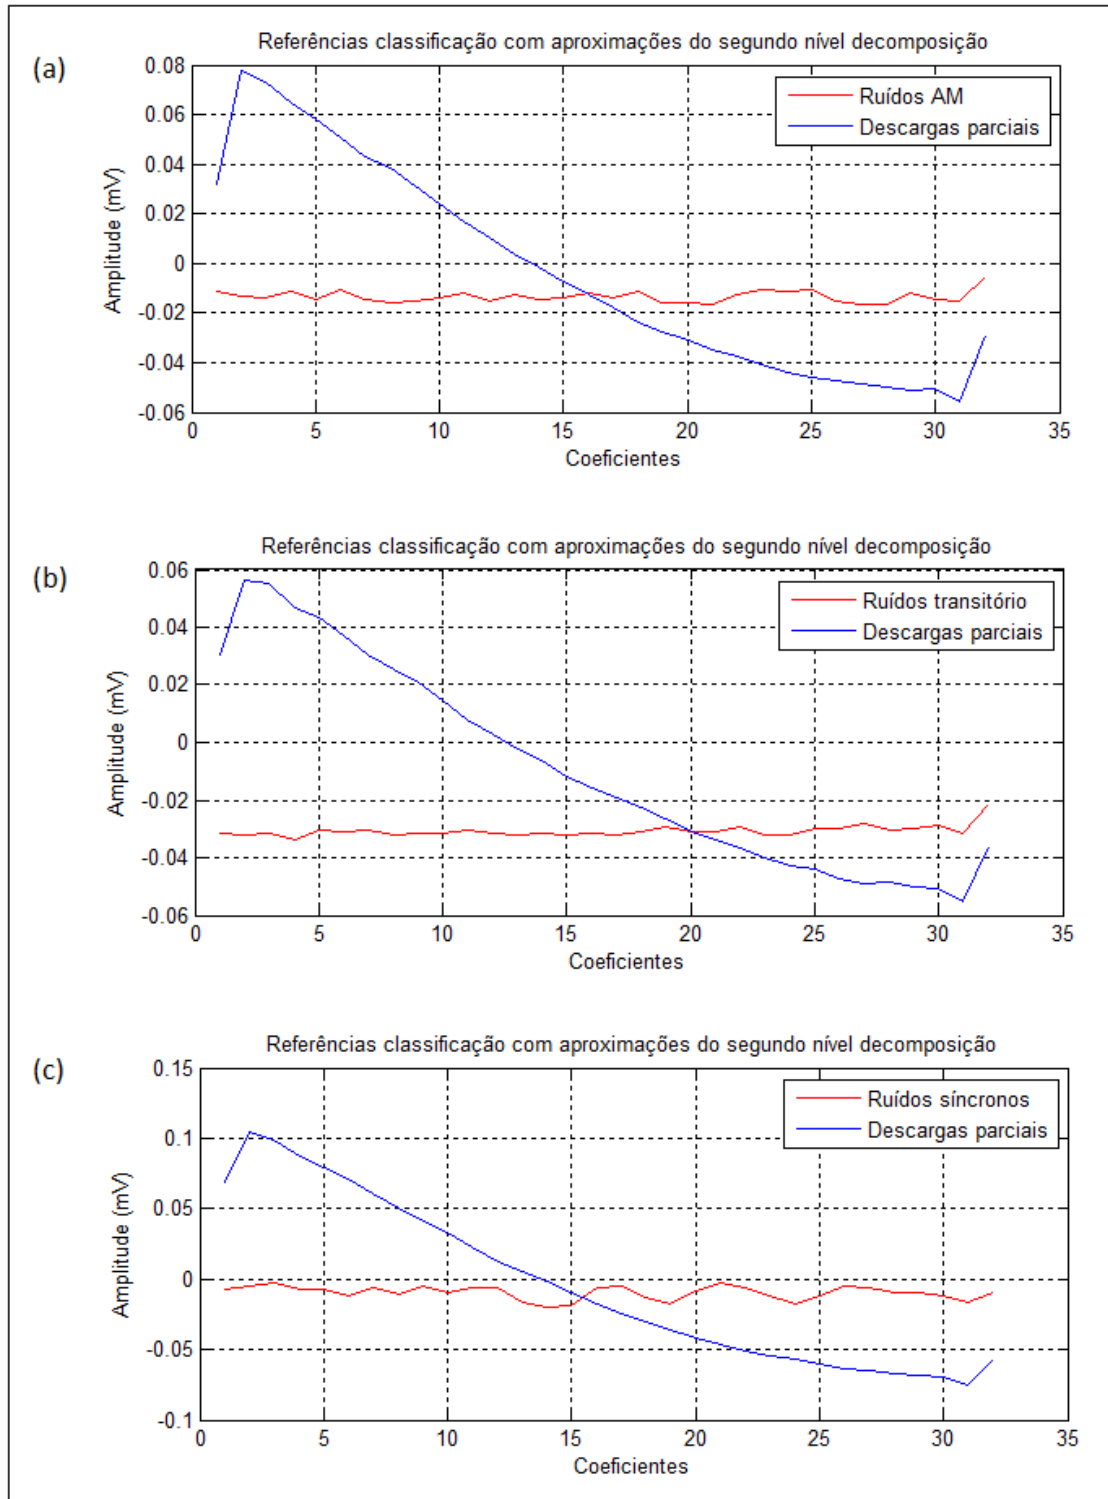 (a)
Referências classificação com aproximações do segundo nível decomposição
0.08
0.06
0.04
0.02
0
-0.02
-0.04
-0.06
Amplitude (mV)
Ruídos AM
Descargas parciais
0 5 10 15 20 25 30 35
Coeficientes
(b)
Referências classificação com aproximações do segundo nível decomposição
0.06
0.04
0.02
0
-0.02
-0.04
-0.06
Amplitude (mV)
Ruídos transitório
Descargas parciais
0 5 10 15 20 25 30 35
Coeficientes
(c)
Referências classificação com aproximações do segundo nível decomposição
0.15
0.1
0.05
0
-0.05
-0.1
Amplitude (mV)
Ruídos síncronos
Descargas parciais
0 5 10 15 20 25 30 35
Coeficientes